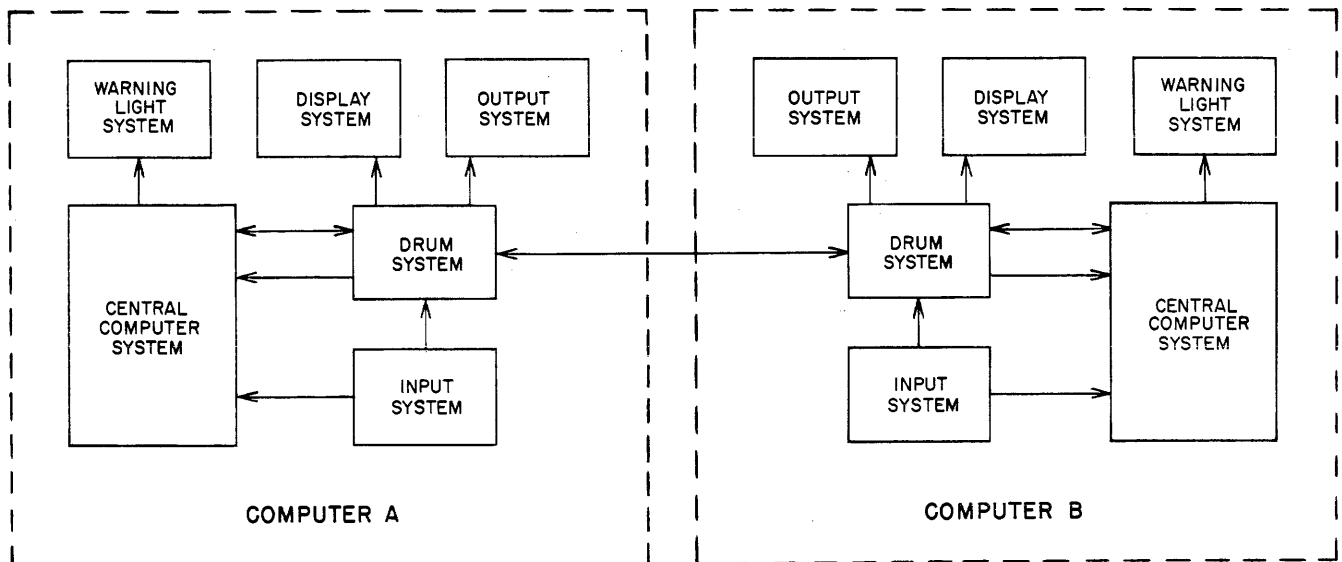 WARNING
LIGHT
SYSTEM
DISPLAY
SYSTEM
OUTPUT
SYSTEM
CENTRAL
COMPUTER
SYSTEM
DRUM
SYSTEM
INPUT
SYSTEM
COMPUTER A
OUTPUT
SYSTEM
DISPLAY
SYSTEM
WARNING
LIGHT
SYSTEM
DRUM
SYSTEM
CENTRAL
COMPUTER
SYSTEM
INPUT
SYSTEM
COMPUTER B